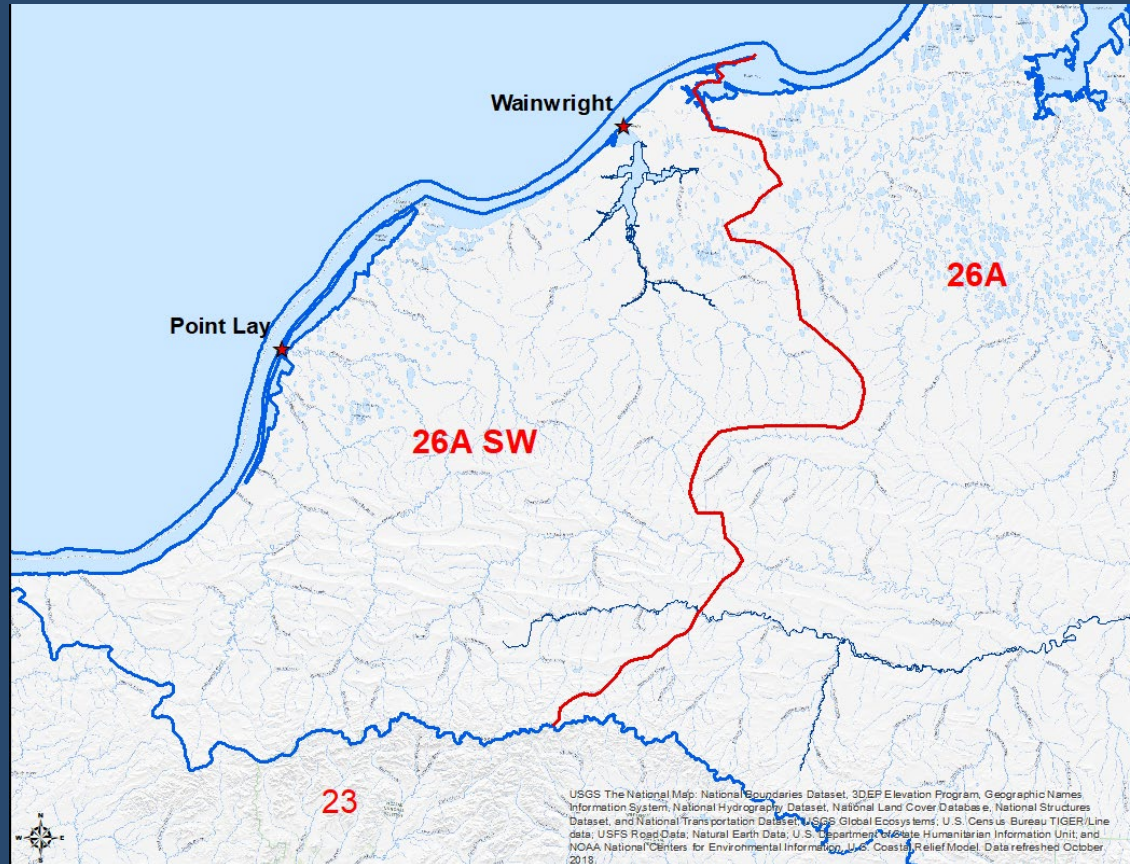 Wainwright
26A
Point Lay
26A SW
23
N
W E
S
USGS The National Map: National Boundaries Dataset, 3DEP Elevation Program, Geographic Names
Information System, National Hydrography Dataset, National Land Cover Database, National Structures
Dataset, and National Transportation Dataset; USGS Global Ecosystems; U.S. Census Bureau TIGER/Line
data; USFS Road Data; Natural Earth Data; U.S. Department of State Humanitarian Information Unit; and
NOAA National Centers for Environmental Information, U.S. Coastal Relief Model. Data refreshed October,
2018.